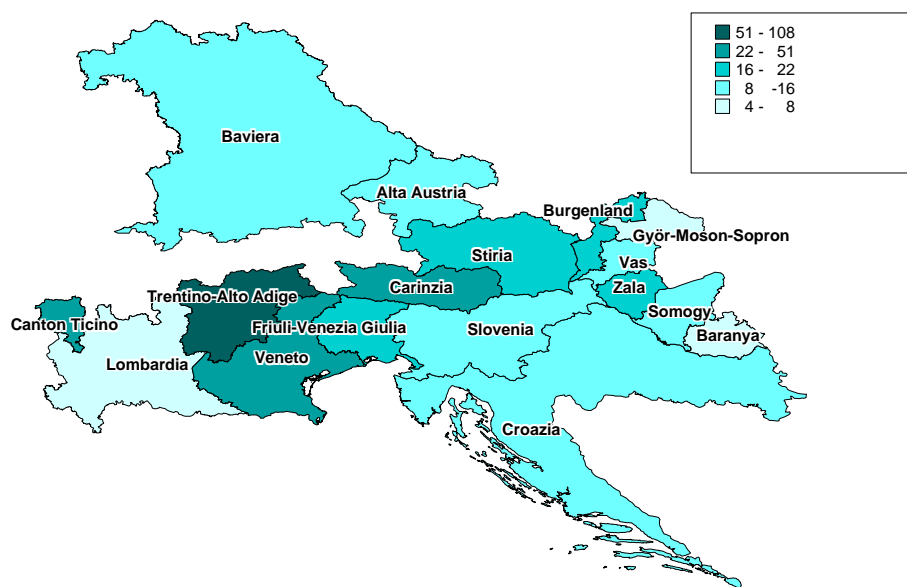 51 - 108
22 - 51
16 - 22
8 -16
4 - 8
Baviera
Alta Austria
Burgenland
Györ-Moson-Sopron
Stiria
Vas
Carinzia
Zala
Trentino-Alto Adige
Somogy
Canton Ticino
Friuli-Venezia Giulia
Slovenia
Baranya
Veneto
Lombardia
Croazia